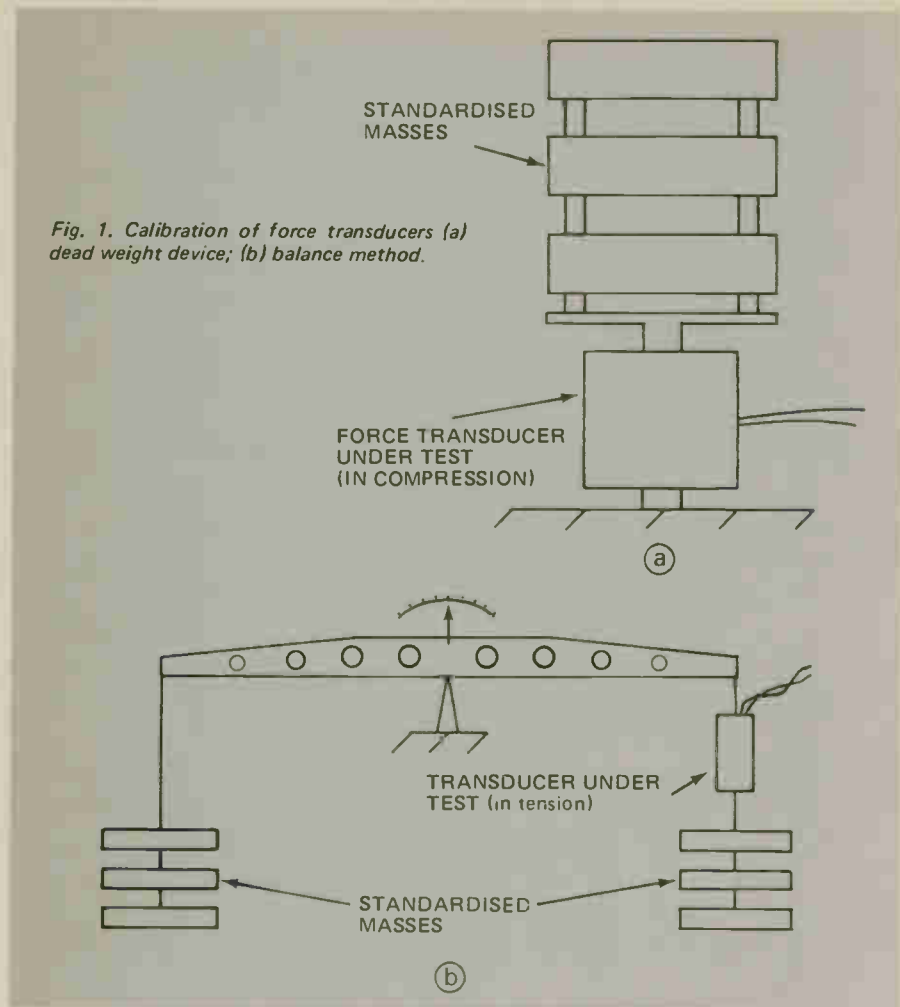 STANDARDISED
MASSES
Fig. 1. Calibration of force transducers (a)
dead weight device; (b) balance method.
FORCE TRANSDUCER
UNDER TEST
(IN COMPRESSION)
a
TRANSDUCER UNDER
TEST (in tension)
STANDARDISED
MASSES
b